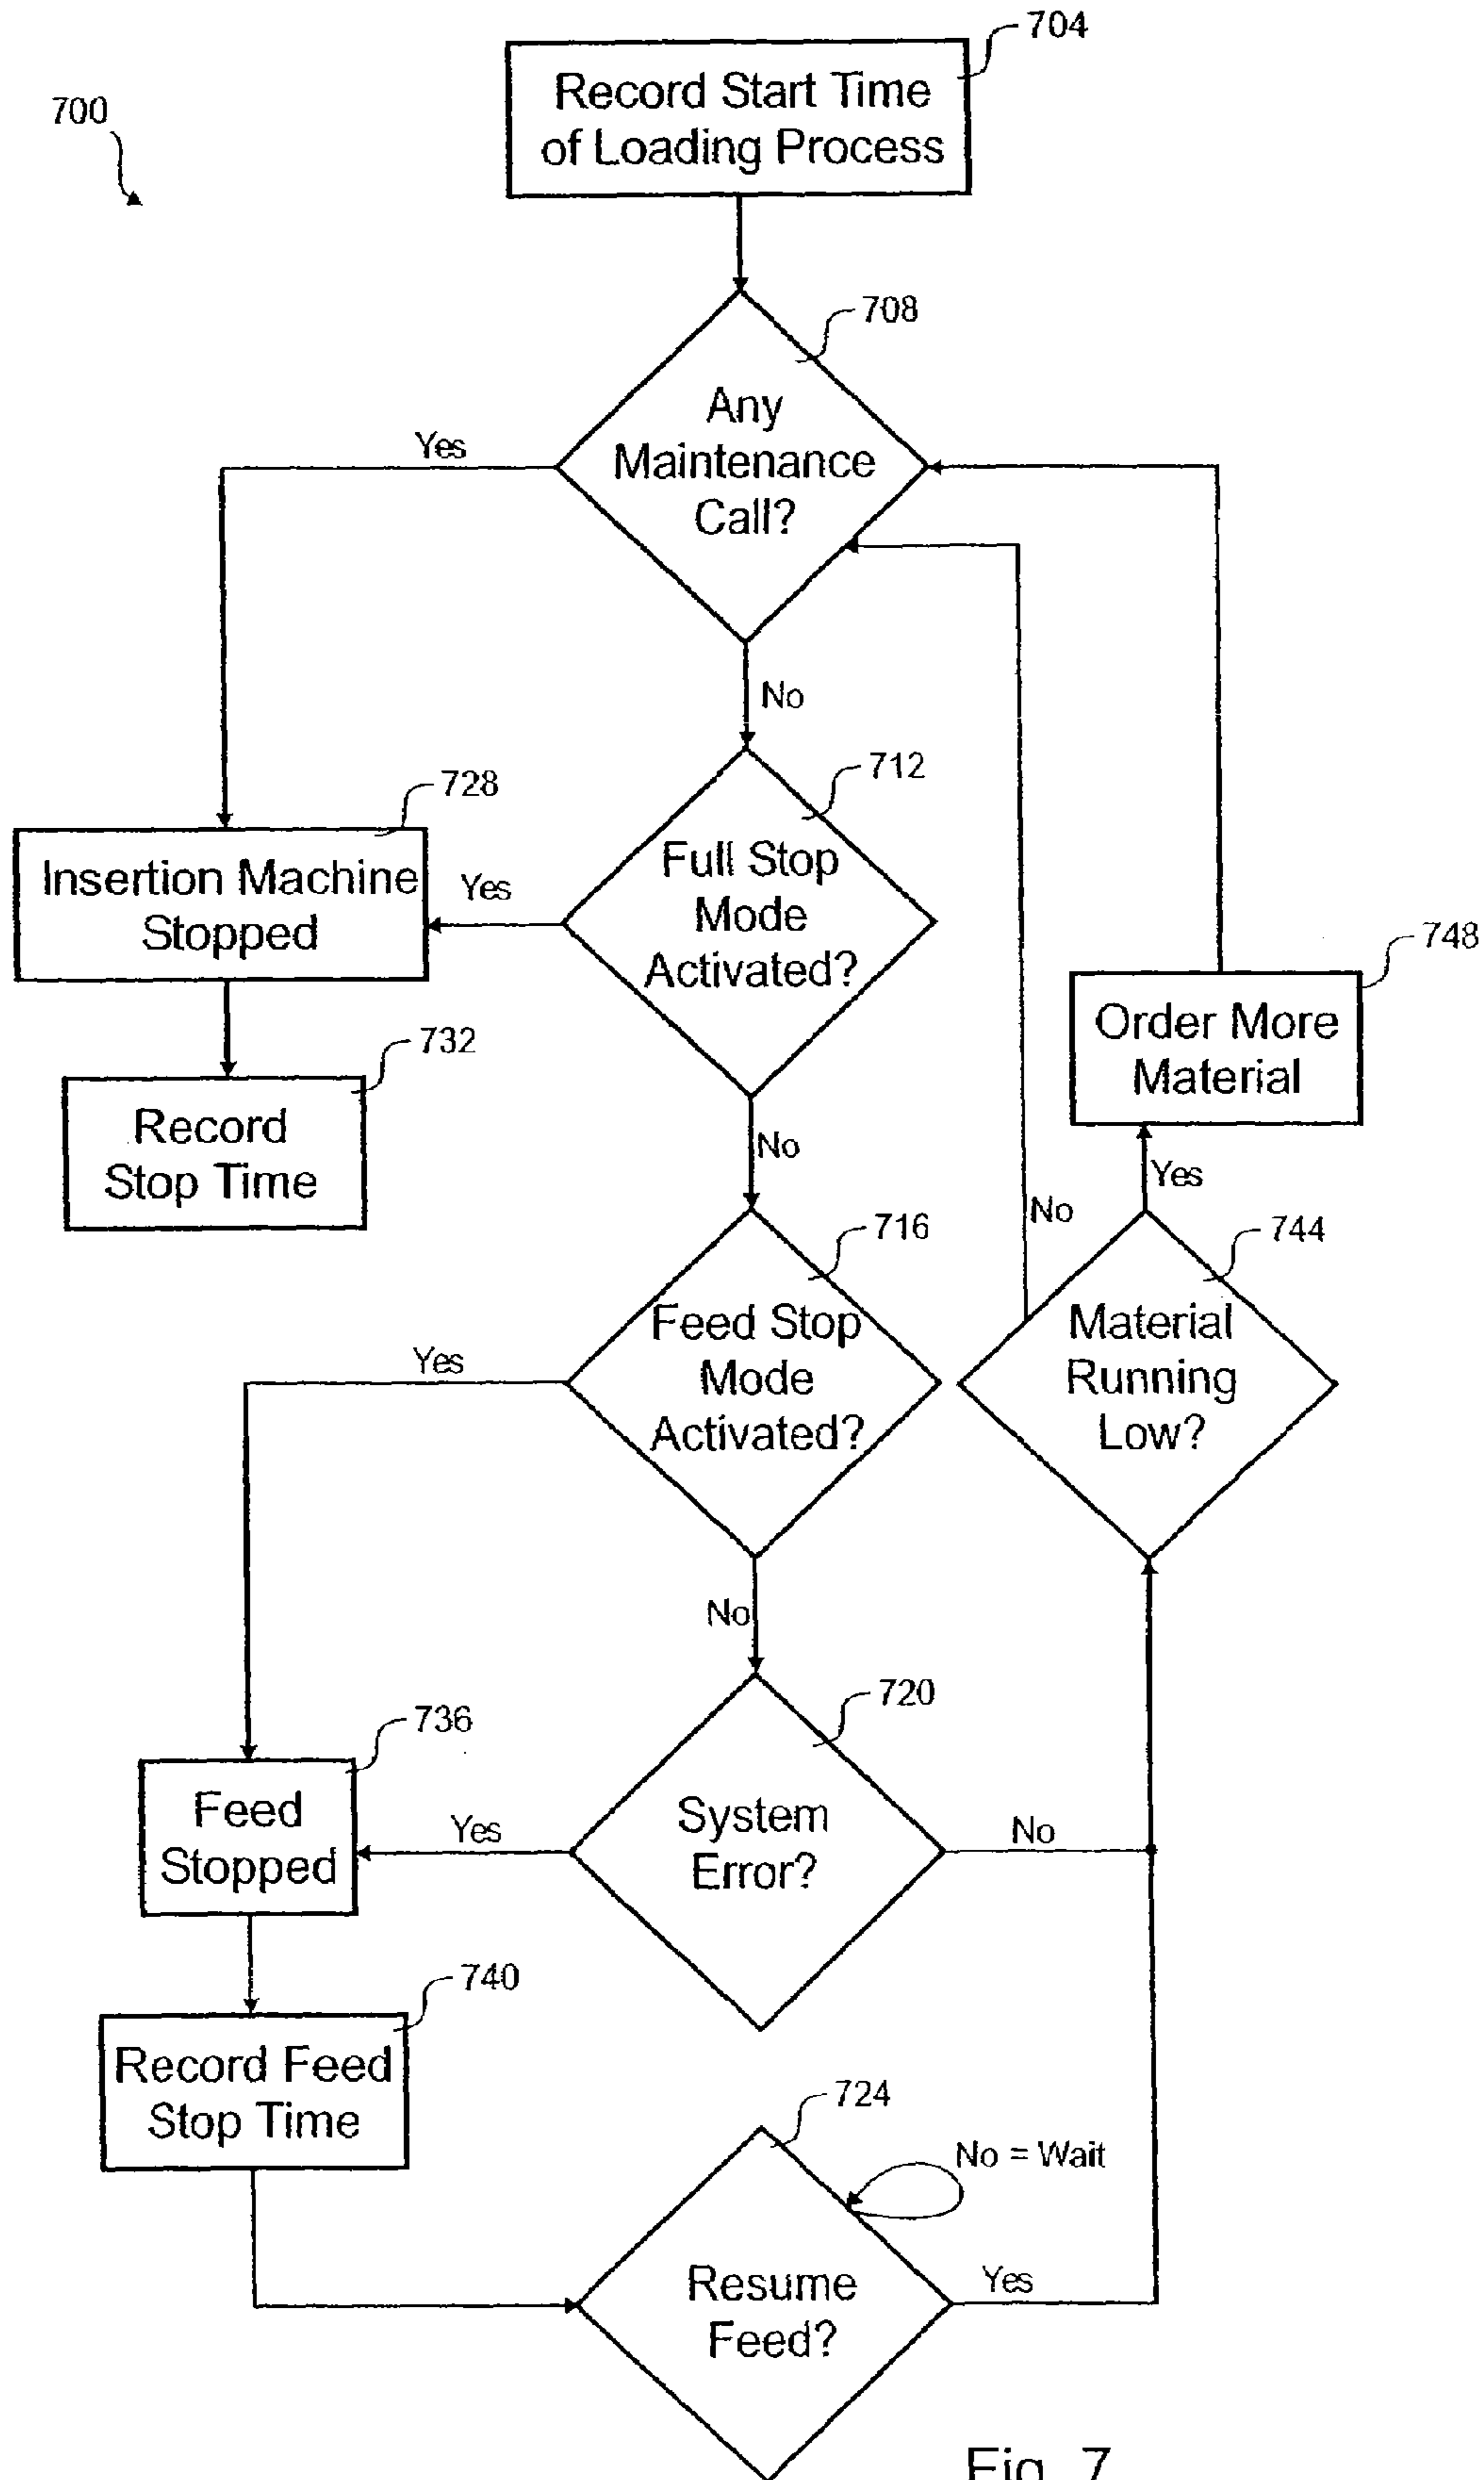 704
Record Start Time
of Loading Process
700
708
Any
Maintenance
Call?
Yes
No
712
Full Stop
Mode
Activated?
Yes
728
Insertion Machine
Stopped
732
Record
Stop Time
No
748
Order More
Material
Yes
No
744
Material
Running
Low?
716
Feed Stop
Mode
Activated?
Yes
No
720
System
Error?
Yes
No
736
Feed
Stopped
740
Record Feed
Stop Time
724
No = Wait
Resume
Feed?
Yes
Fig. 7